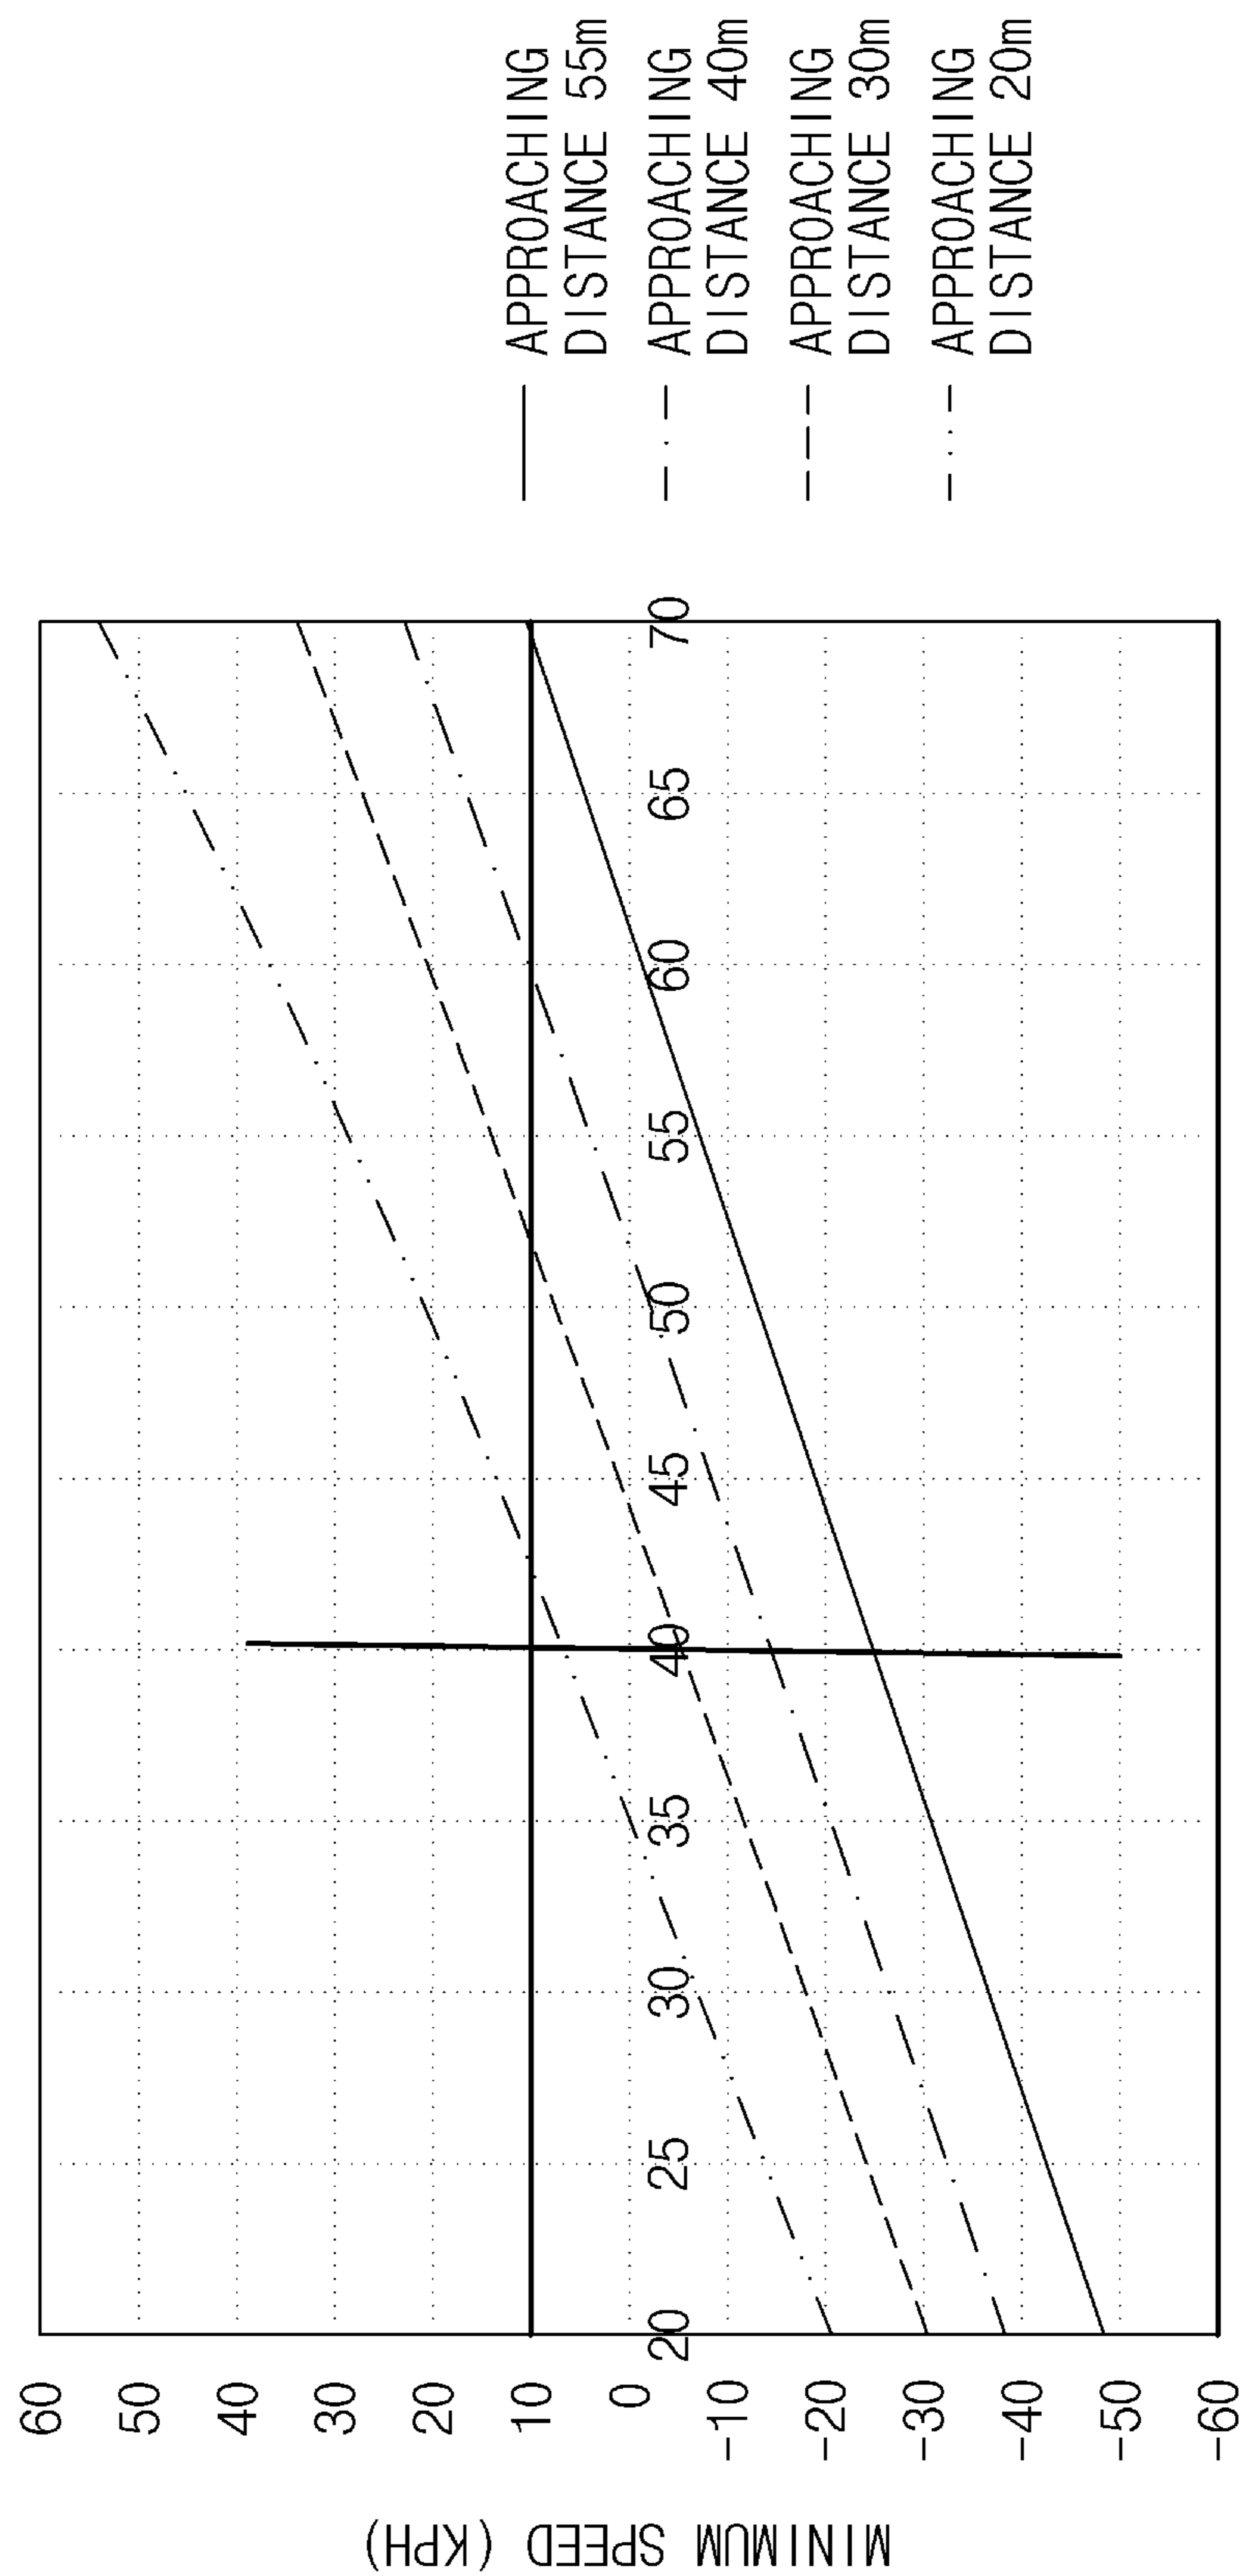 MINIMUM SPEED (KPH)
60
50
40
30
20
10
0
-10
-20
-30
-40
-50
-60
20
25
30
35
40
45
50
55
60
65
70
APPROACHING
DISTANCE 55m
APPROACHING
DISTANCE 40m
APPROACHING
DISTANCE 30m
APPROACHING
DISTANCE 20m